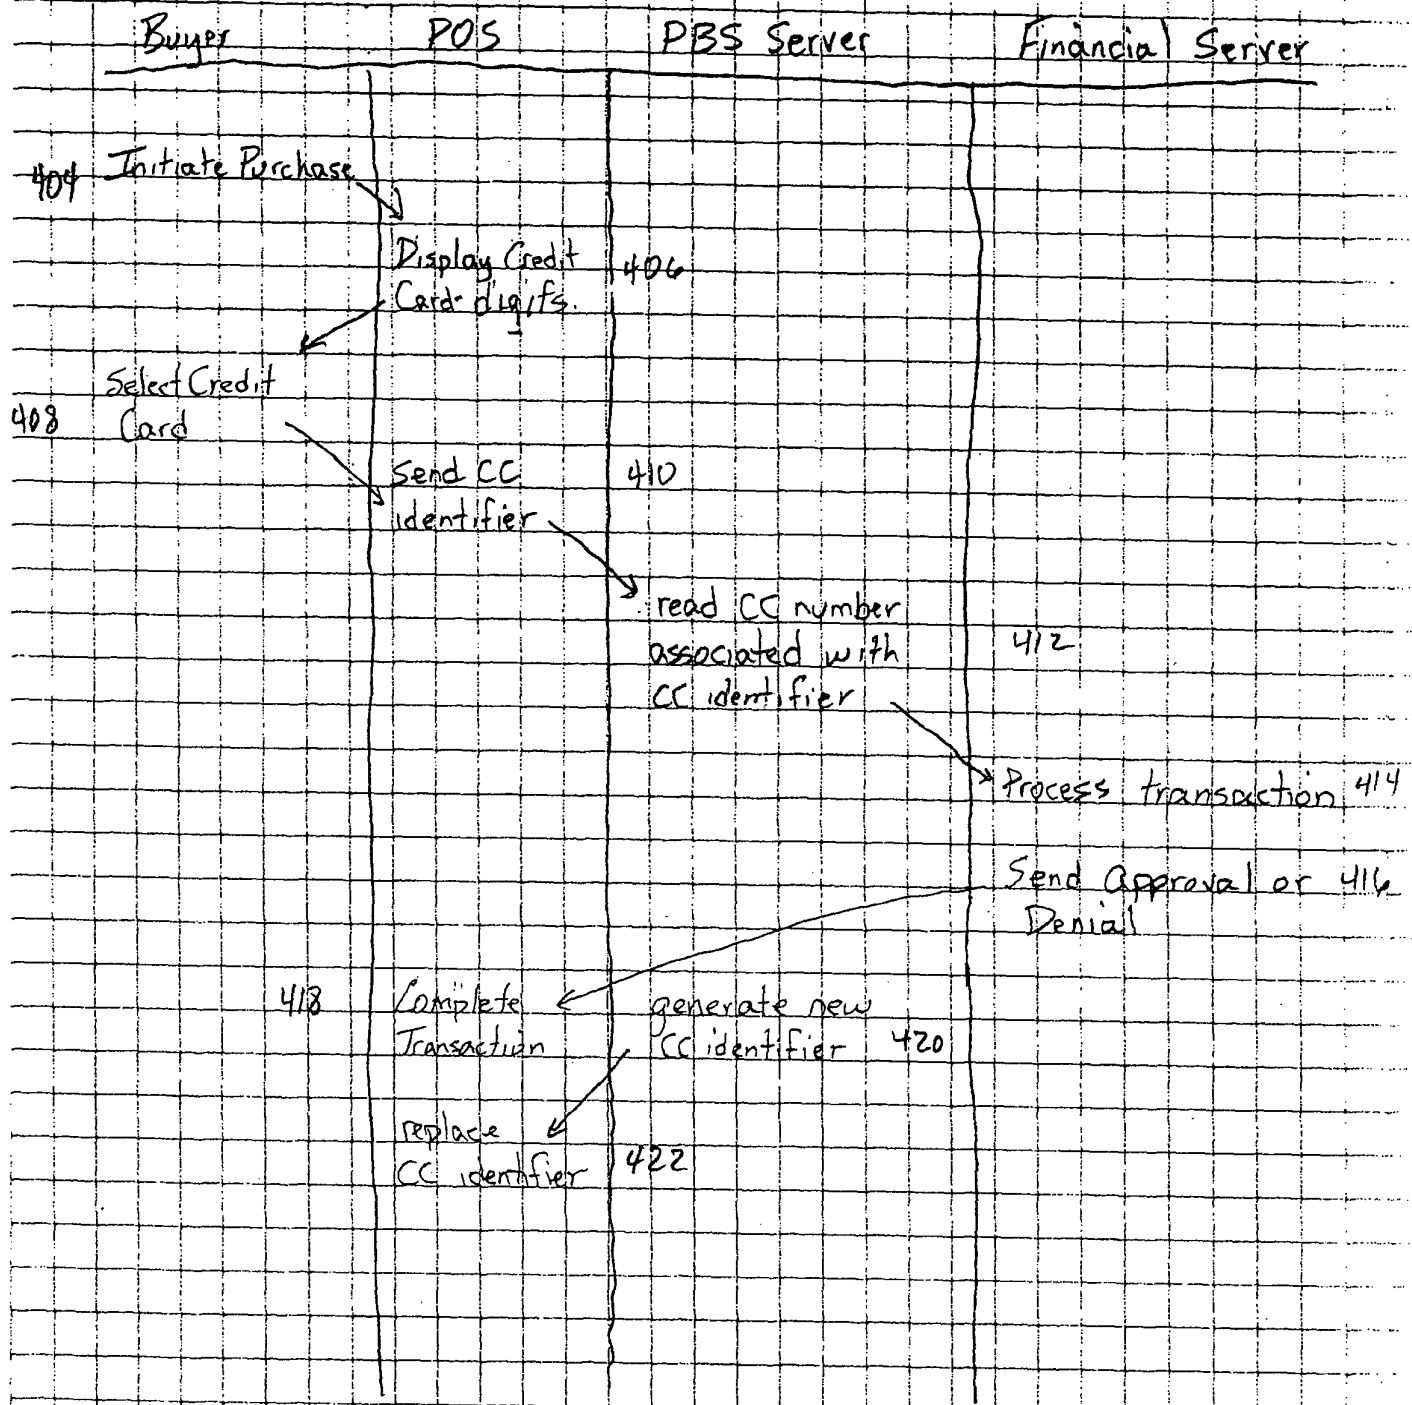 Buyer POS PBS Server Financial Server
404 Initiate Purchase
Display Credit 406
Card digits.
Select Credit
408 Card
Send CC 410
identifier
read CC number
associated with 412
CC identifier
Process transaction 414
Send Approval or 416
Denial
418 Complete generate new
Transaction CC identifier 420
replace
CC identifier 422